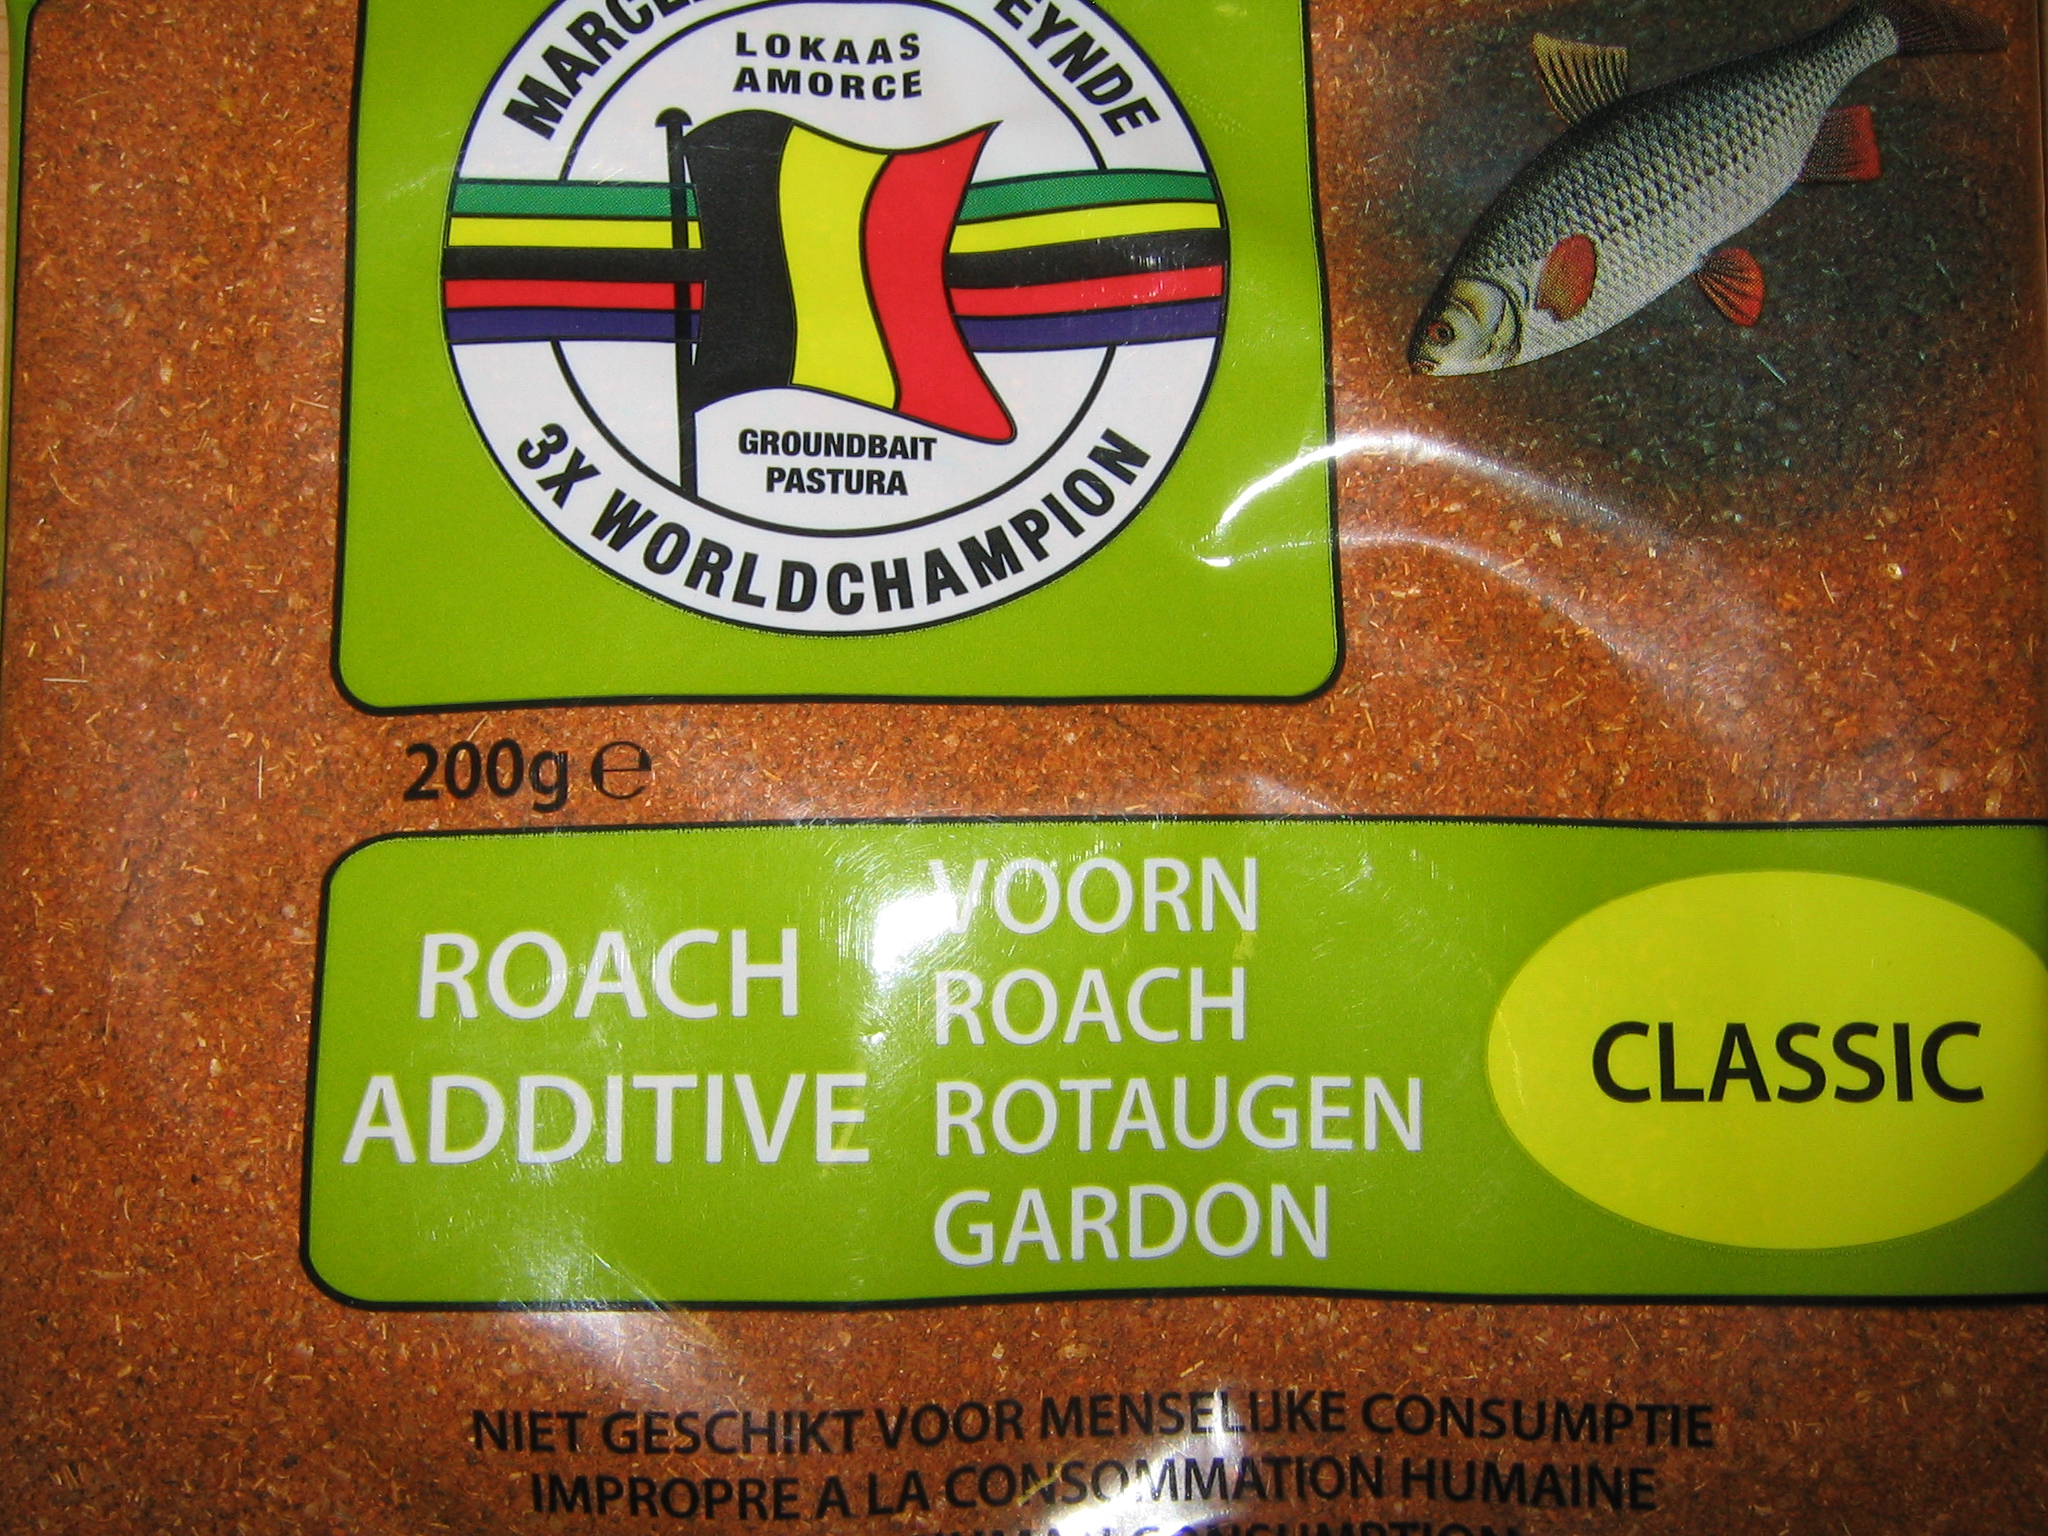 LOKAAS
AMORCE
GROUNDBAIT
PASTURA
3X WORLDCHAMPION
200g ℮
ROACH
ADDITIVE
VOORN
ROACH
ROTAUGEN
GARDON
CLASSIC
NIET GESCHIKT VOOR MENSELIJKE CONSUMPTIE
IMPROPRE A LA CONSOMMATION HUMAINE
CONSUMPTION